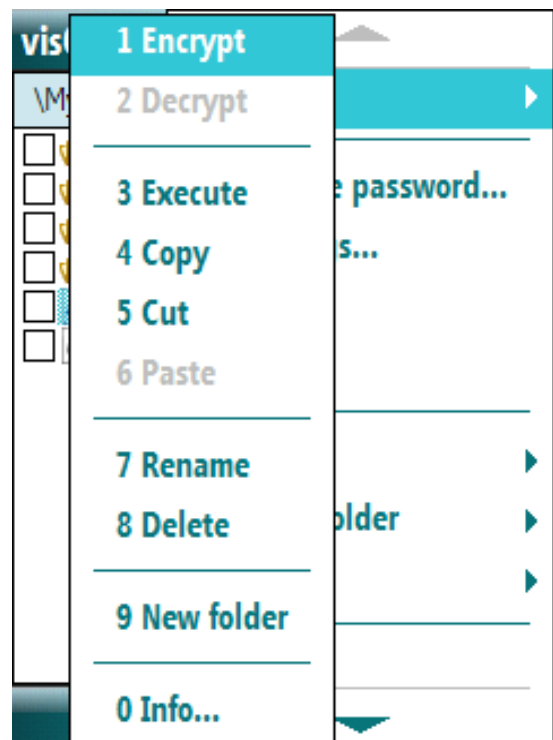 vis
1 Encrypt
\My
2 Decrypt
3 Execute
password...
4 Copy
s...
5 Cut
6 Paste
7 Rename
8 Delete
older
9 New folder
0 Info...